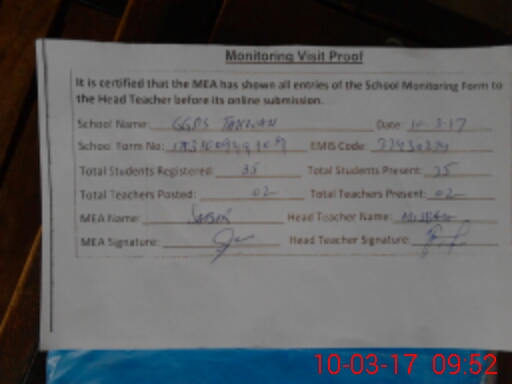 Monitoring Visit Proof
It is certified that the MEA has shown all entries of the School Monitoring Form to
the Head Teacher before its online submission.
School Name: GGPS Date: 10-3-17
School Form No: EMIS Code:
Total Students Registered: 35 Total Students Present: 35
Total Teachers Posted: 02 Total Teachers Present: 02
MEA Name: Head Teacher Name:
MEA Signature: Head Teacher Signature:
10-03-17 09:52